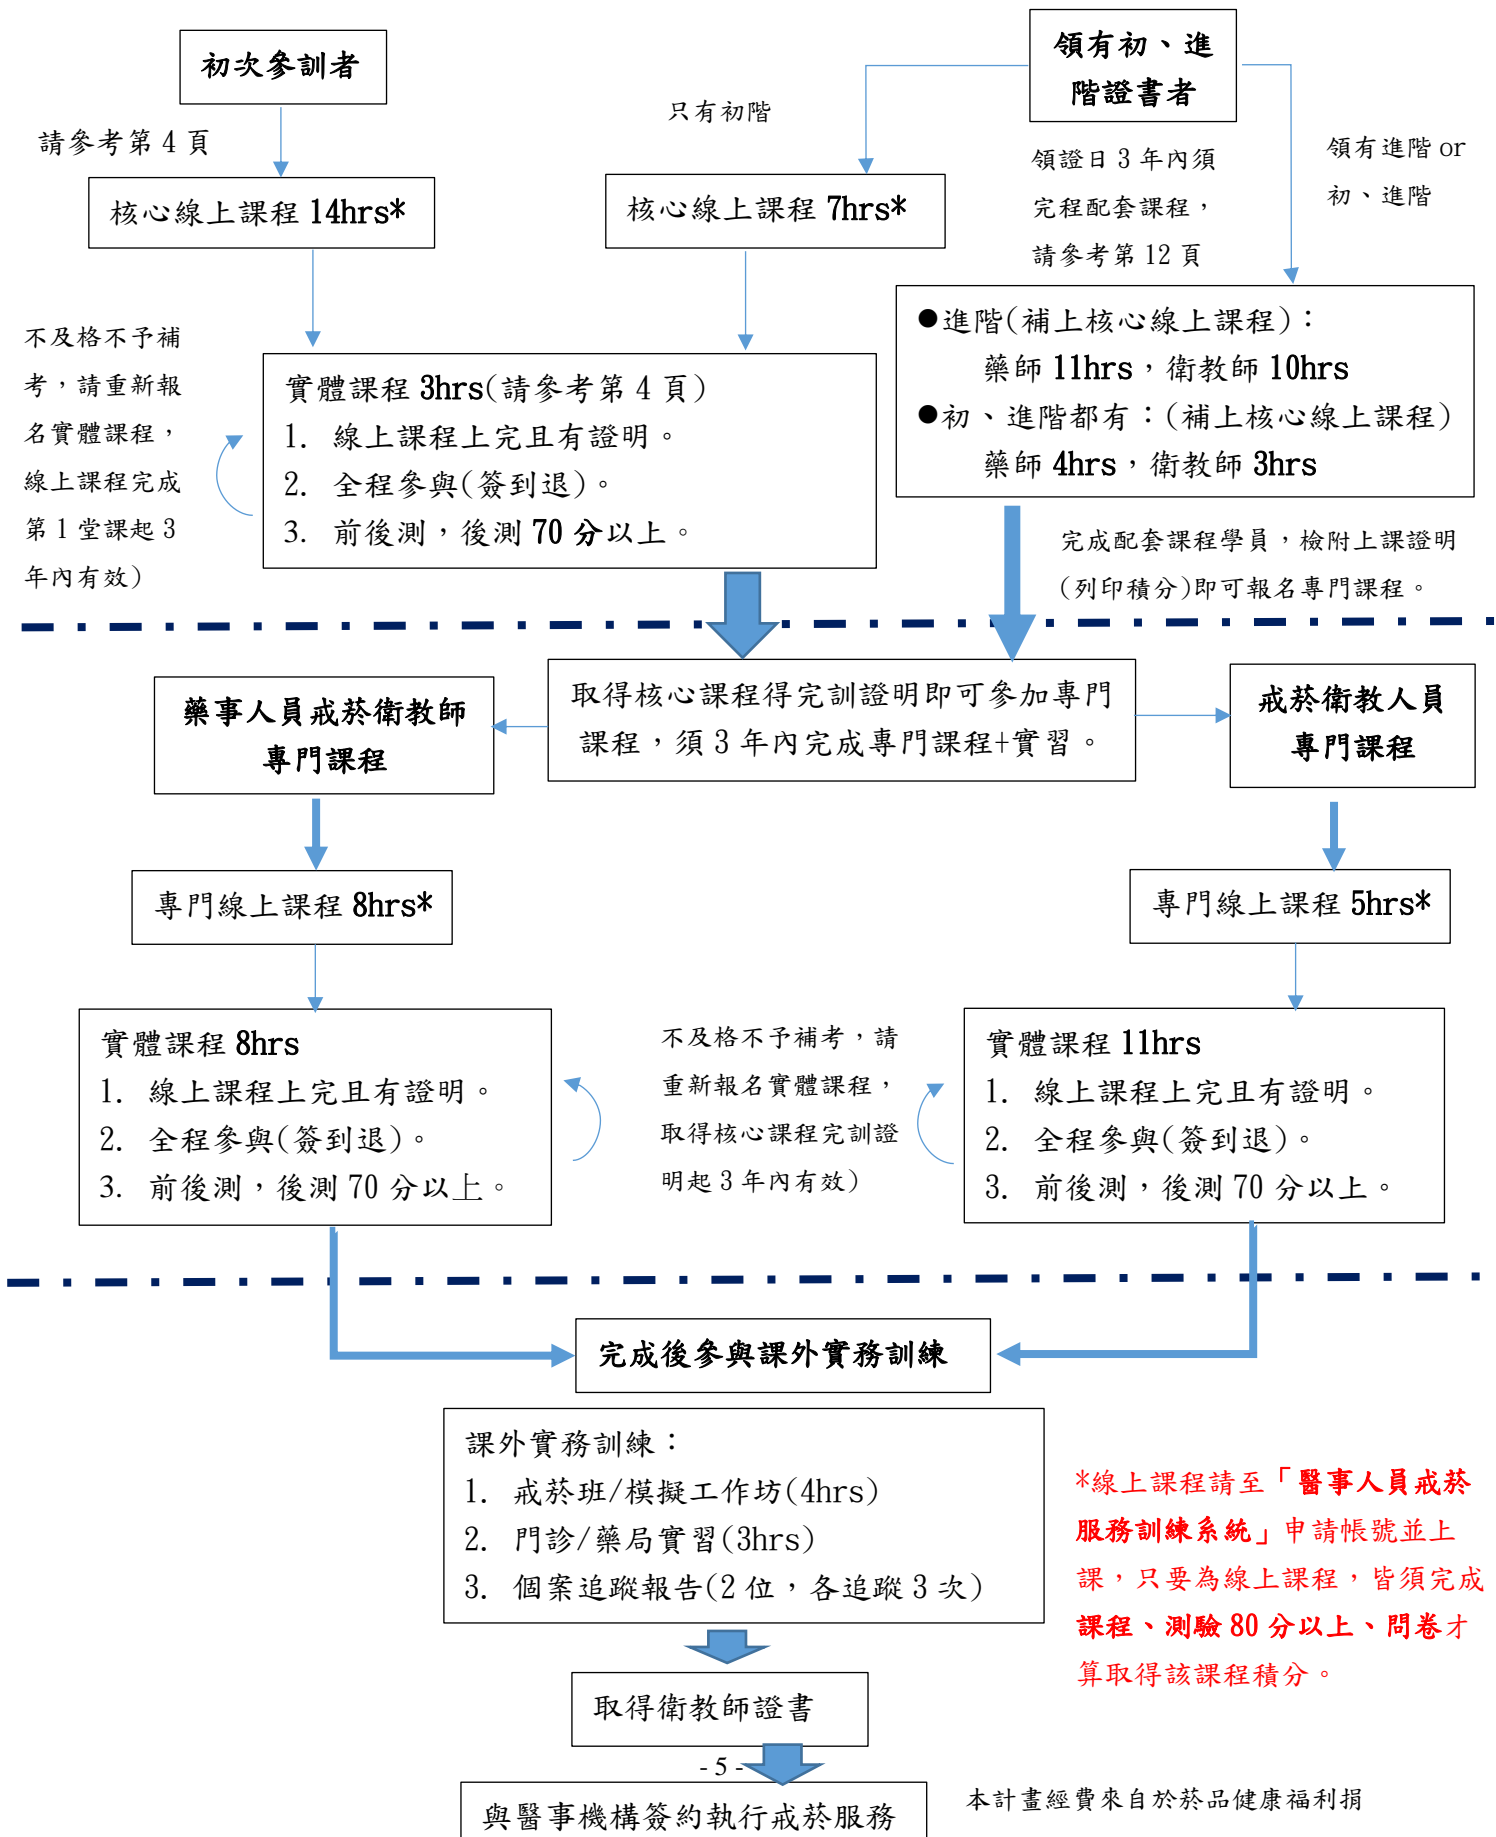 初次參訓者
領有初、進
階證書者
請參考第 4 頁
只有初階
領證日 3 年內須
完程配套課程，
請參考第 12 頁
領有進階 or
初、進階
核心線上課程 14hrs*
核心線上課程 7hrs*
不及格不予補
考，請重新報
名實體課程，
線上課程完成
第 1 堂課起 3
年內有效)
實體課程 3hrs(請參考第 4 頁)
1. 線上課程上完且有證明。
2. 全程參與(簽到退)。
3. 前後測，後測 70 分以上。
●進階(補上核心線上課程)：
藥師 11hrs，衛教師 10hrs
●初、進階都有：(補上核心線上課程)
藥師 4hrs，衛教師 3hrs
完成配套課程學員，檢附上課證明
(列印積分)即可報名專門課程。
藥事人員戒菸衛教師
專門課程
取得核心課程得完訓證明即可參加專門
課程，須 3 年內完成專門課程+實習。
戒菸衛教人員
專門課程
專門線上課程 8hrs*
專門線上課程 5hrs*
實體課程 8hrs
1. 線上課程上完且有證明。
2. 全程參與(簽到退)。
3. 前後測，後測 70 分以上。
不及格不予補考，請
重新報名實體課程，
取得核心課程完訓證
明起 3 年內有效)
實體課程 11hrs
1. 線上課程上完且有證明。
2. 全程參與(簽到退)。
3. 前後測，後測 70 分以上。
完成後參與課外實務訓練
課外實務訓練：
1. 戒菸班/模擬工作坊(4hrs)
2. 門診/藥局實習(3hrs)
3. 個案追蹤報告(2 位，各追蹤 3 次)
*線上課程請至「醫事人員戒菸
服務訓練系統」申請帳號並上
課，只要為線上課程，皆須完成
課程、測驗 80 分以上、問卷才
算取得該課程積分。
取得衛教師證書
- 5 -
與醫事機構簽約執行戒菸服務
本計畫經費來自於菸品健康福利捐